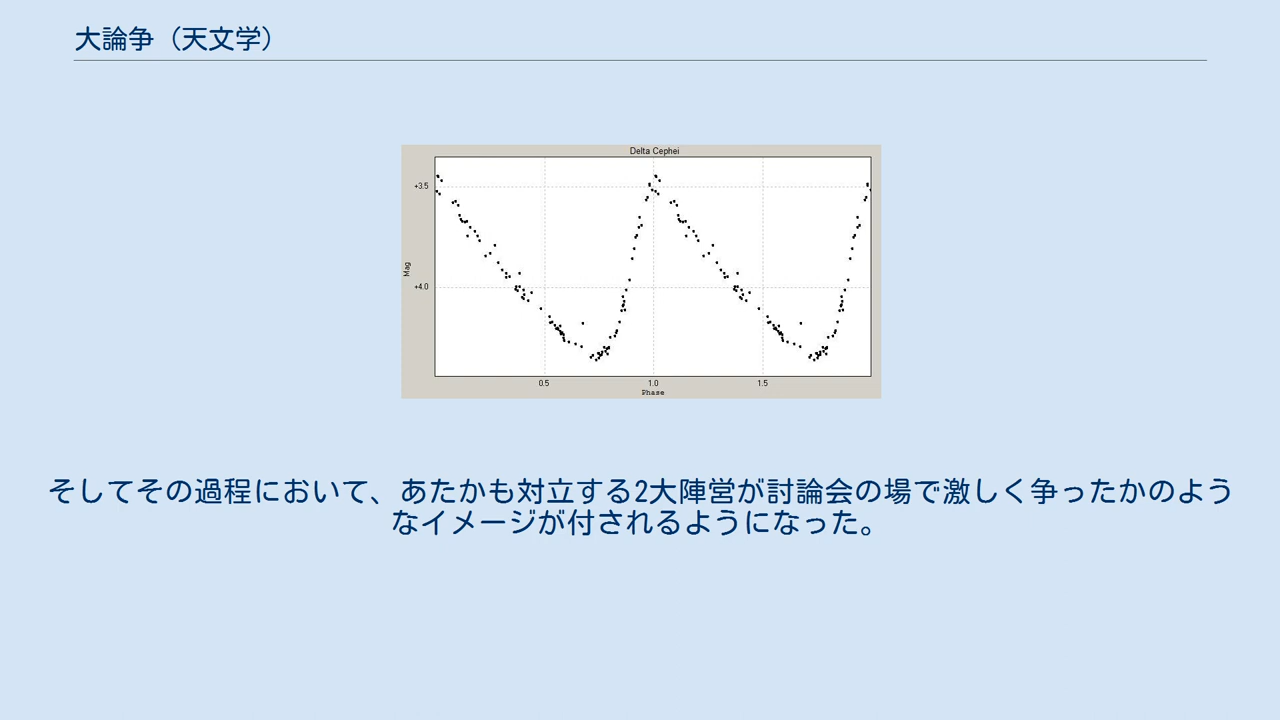 大論争（天文学）
Delta Cephei
+3.5
Mag
+4.0
0.5 1.0 1.5
Phase
そしてその過程において、あたかも対立する2大陣営が討論会の場で激しく争ったかのよう
なイメージが付されるようになった。